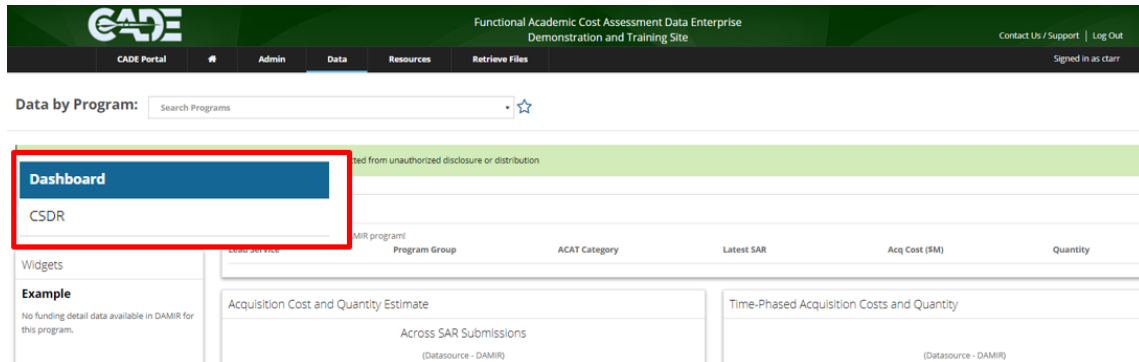 CADE
Functional Academic Cost Assessment Data Enterprise
Demonstration and Training Site
Contact Us / Support | Log Out
CADE Portal Admin Data Resources Retrieve Files Signed in as ctarr
Data by Program: Search Programs
cted from unauthorized disclosure or distribution
Dashboard
CSDR
MIR program!
Lead Service Program Group ACAT Category Latest SAR Acq Cost ($M) Quantity
Widgets
Example
No funding detail data available in DAMIR for
this program.
Acquisition Cost and Quantity Estimate
Across SAR Submissions
(Datasource - DAMIR)
Time-Phased Acquisition Costs and Quantity
(Datasource - DAMIR)